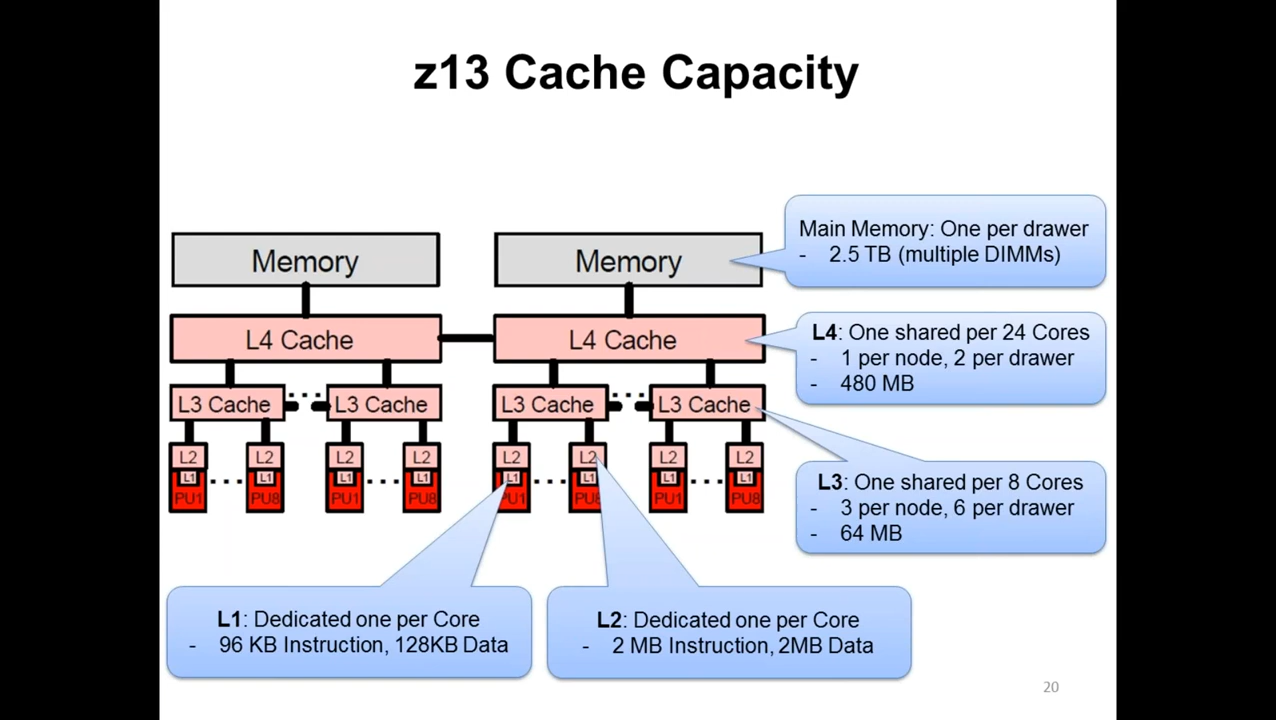 z13 Cache Capacity
Memory
Memory
Main Memory: One per drawer
- 2.5 TB (multiple DIMMs)
L4 Cache
L4 Cache
L4: One shared per 24 Cores
- 1 per node, 2 per drawer
- 480 MB
L3 Cache
L3 Cache
L3 Cache
L3 Cache
L3: One shared per 8 Cores
- 3 per node, 6 per drawer
- 64 MB
L2 L2 L2 L2 L2 L2 L2 L2
L1 L1 L1 L1 L1 L1 L1 L1
PU1 PU8 PU1 PU8 PU1 PU8 PU1 PU8
L1: Dedicated one per Core
- 96 KB Instruction, 128KB Data
L2: Dedicated one per Core
- 2 MB Instruction, 2MB Data
20